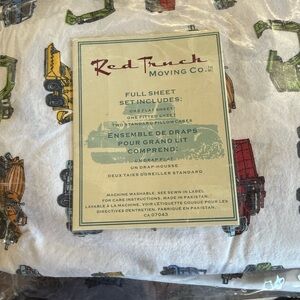 Red Truck
MOVING CO.™
FULL SHEET
SET INCLUDES:
ONE FLAT SHEET
ONE FITTED SHEET
TWO STANDARD PILLOWCASES
ENSEMBLE DE DRAPS
POUR GRAND LIT
COMPREND:
UN DRAP PLAT
UN DRAP-HOUSSE
DEUX TAIES D'OREILLER STANDARD
MACHINE WASHABLE. SEE SEWN IN LABEL
FOR CARE INSTRUCTIONS. MADE IN PAKISTAN.
LAVABLE À LA MACHINE. VOIR L'ÉTIQUETTE COUSUE POUR LES
DIRECTIVES D'ENTRETIEN. FABRIQUÉ EN PAKISTAN.
CA 07043